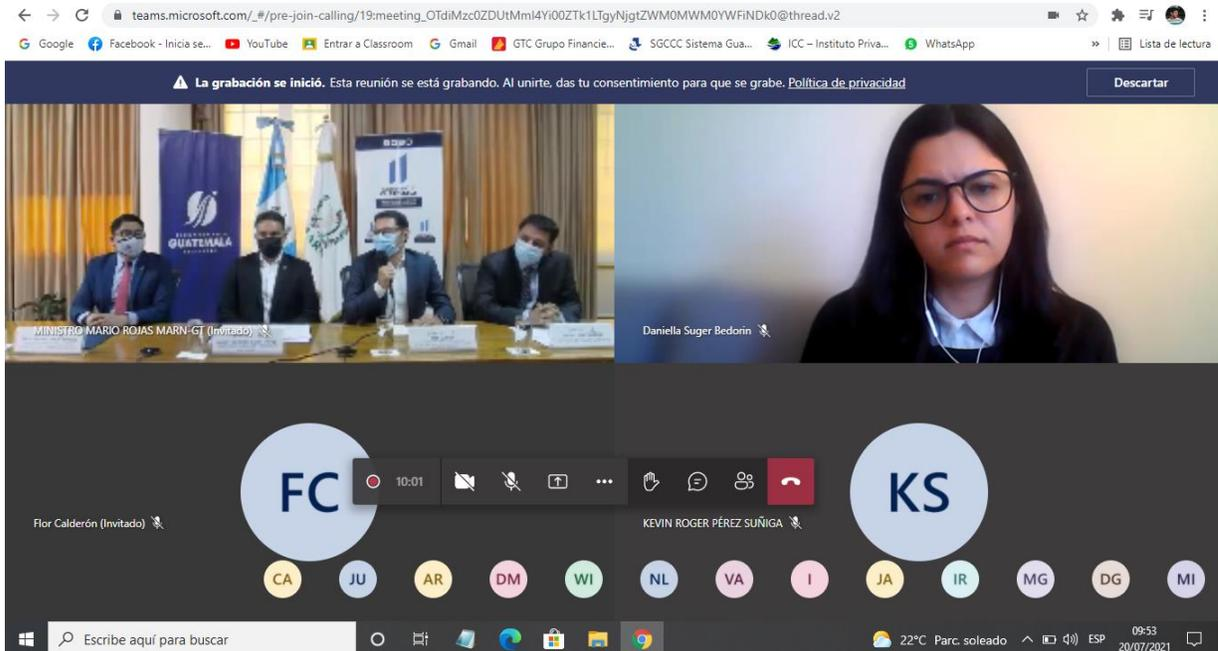 teams.microsoft.com/_#/pre-join-calling/19:meeting_OTdiMzc0ZDUtMmI4Yi00ZTk1LTgyNjgtZWM0MWM0YWFiNDk0@thread.v2
Google Facebook - Inicia se... YouTube Entrar a Classroom Gmail GTC Grupo Financie... SGCCC Sistema Gua... ICC – Instituto Priva... WhatsApp » Lista de lectura
La grabación se inició. Esta reunión se está grabando. Al unirte, das tu consentimiento para que se grabe. Política de privacidad Descartar
GUATEMALA
MINISTRO MARIO ROJAS MARN-GT (Invitado)
Daniella Suger Bedorin
FC
10:01
KS
Flor Calderón (Invitado)
KEVIN ROGER PÉREZ SUÑIGA
CA JU AR DM WI NL VA I JA IR MG DG MI
Escribe aquí para buscar
22°C Parc. soleado ESP
09:53
20/07/2021